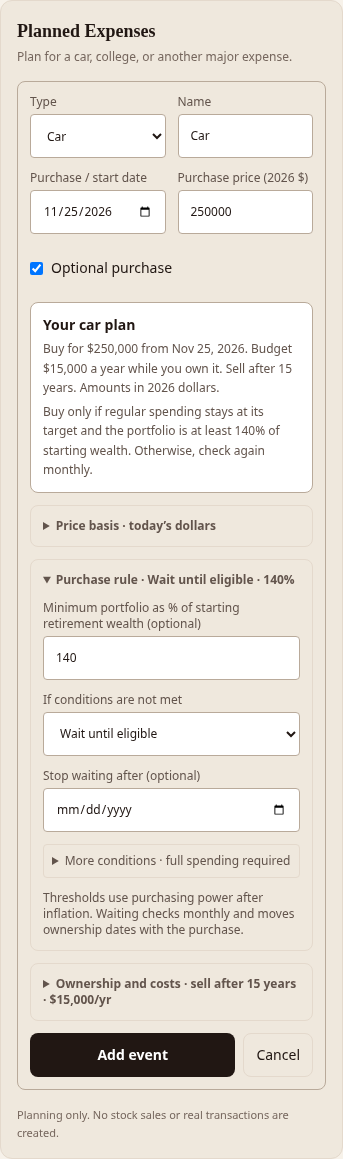 Planned Expenses
Plan for a car, college, or another major expense.
Type
Name
Car
Car
Purchase / start date
Purchase price (2026 $)
11/25/2026
250000
Optional purchase
Your car plan
Buy for $250,000 from Nov 25, 2026. Budget
$15,000 a year while you own it. Sell after 15
years. Amounts in 2026 dollars.
Buy only if regular spending stays at its
target and the portfolio is at least 140% of
starting wealth. Otherwise, check again
monthly.
Price basis · today’s dollars
Purchase rule · Wait until eligible · 140%
Minimum portfolio as % of starting
retirement wealth (optional)
140
If conditions are not met
Wait until eligible
Stop waiting after (optional)
mm/dd/yyyy
More conditions · full spending required
Thresholds use purchasing power after
inflation. Waiting checks monthly and moves
ownership dates with the purchase.
Ownership and costs · sell after 15 years
· $15,000/yr
Add event
Cancel
Planning only. No stock sales or real transactions are
created.